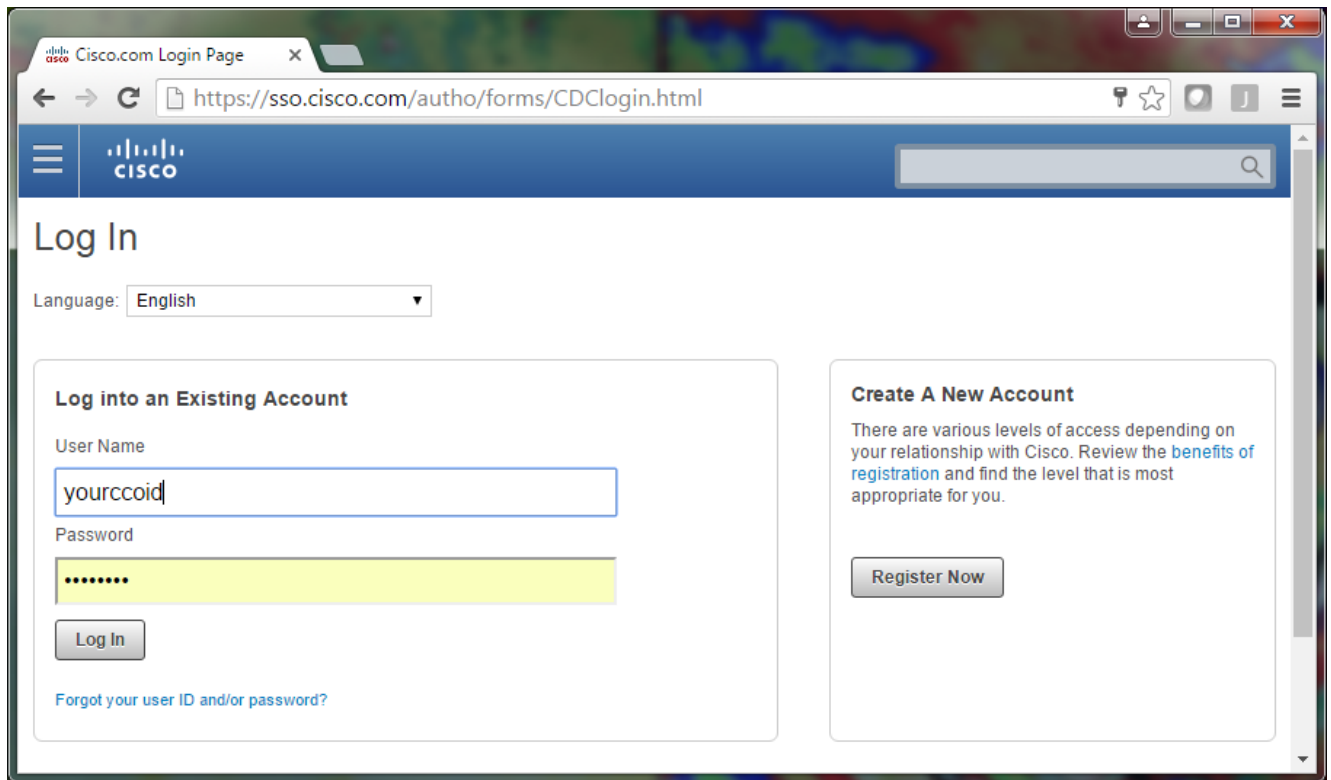 Cisco.com Login Page
https://sso.cisco.com/autho/forms/CDClogin.html
J
CISCO
Log In
Language: English
Log into an Existing Account
User Name
yourccoid
Password
••••••••
Log In
Forgot your user ID and/or password?
Create A New Account
There are various levels of access depending on
your relationship with Cisco. Review the benefits of
registration and find the level that is most
appropriate for you.
Register Now